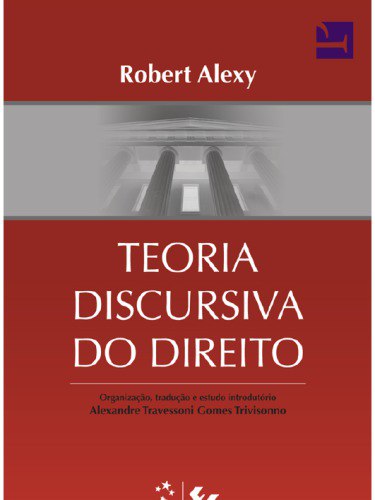 Robert Alexy
TEORIA
DISCURSIVA
DO DIREITO
Organização, tradução e estudo introdutório
Alexandre Travessoni Gomes Trivisonno